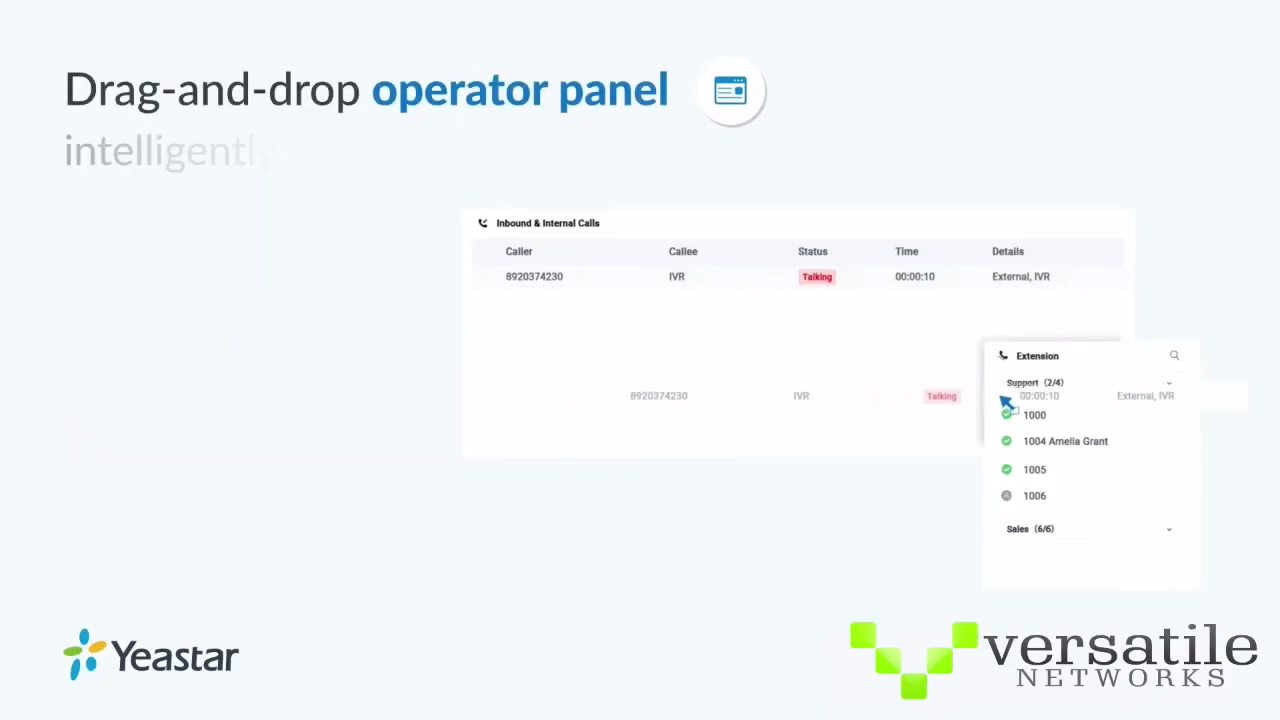 Drag-and-drop operator panel
intelligently
Inbound & Internal Calls
Caller Callee Status Time Details
8920374230 IVR Talking 00:00:10 External, IVR
Extension
Support (2/4)
8920374230 IVR Talking 00:00:10 External, IVR
1000
1004 Amelia Grant
1005
1006
Sales (6/6)
Yeastar
versatile
NETWORKS